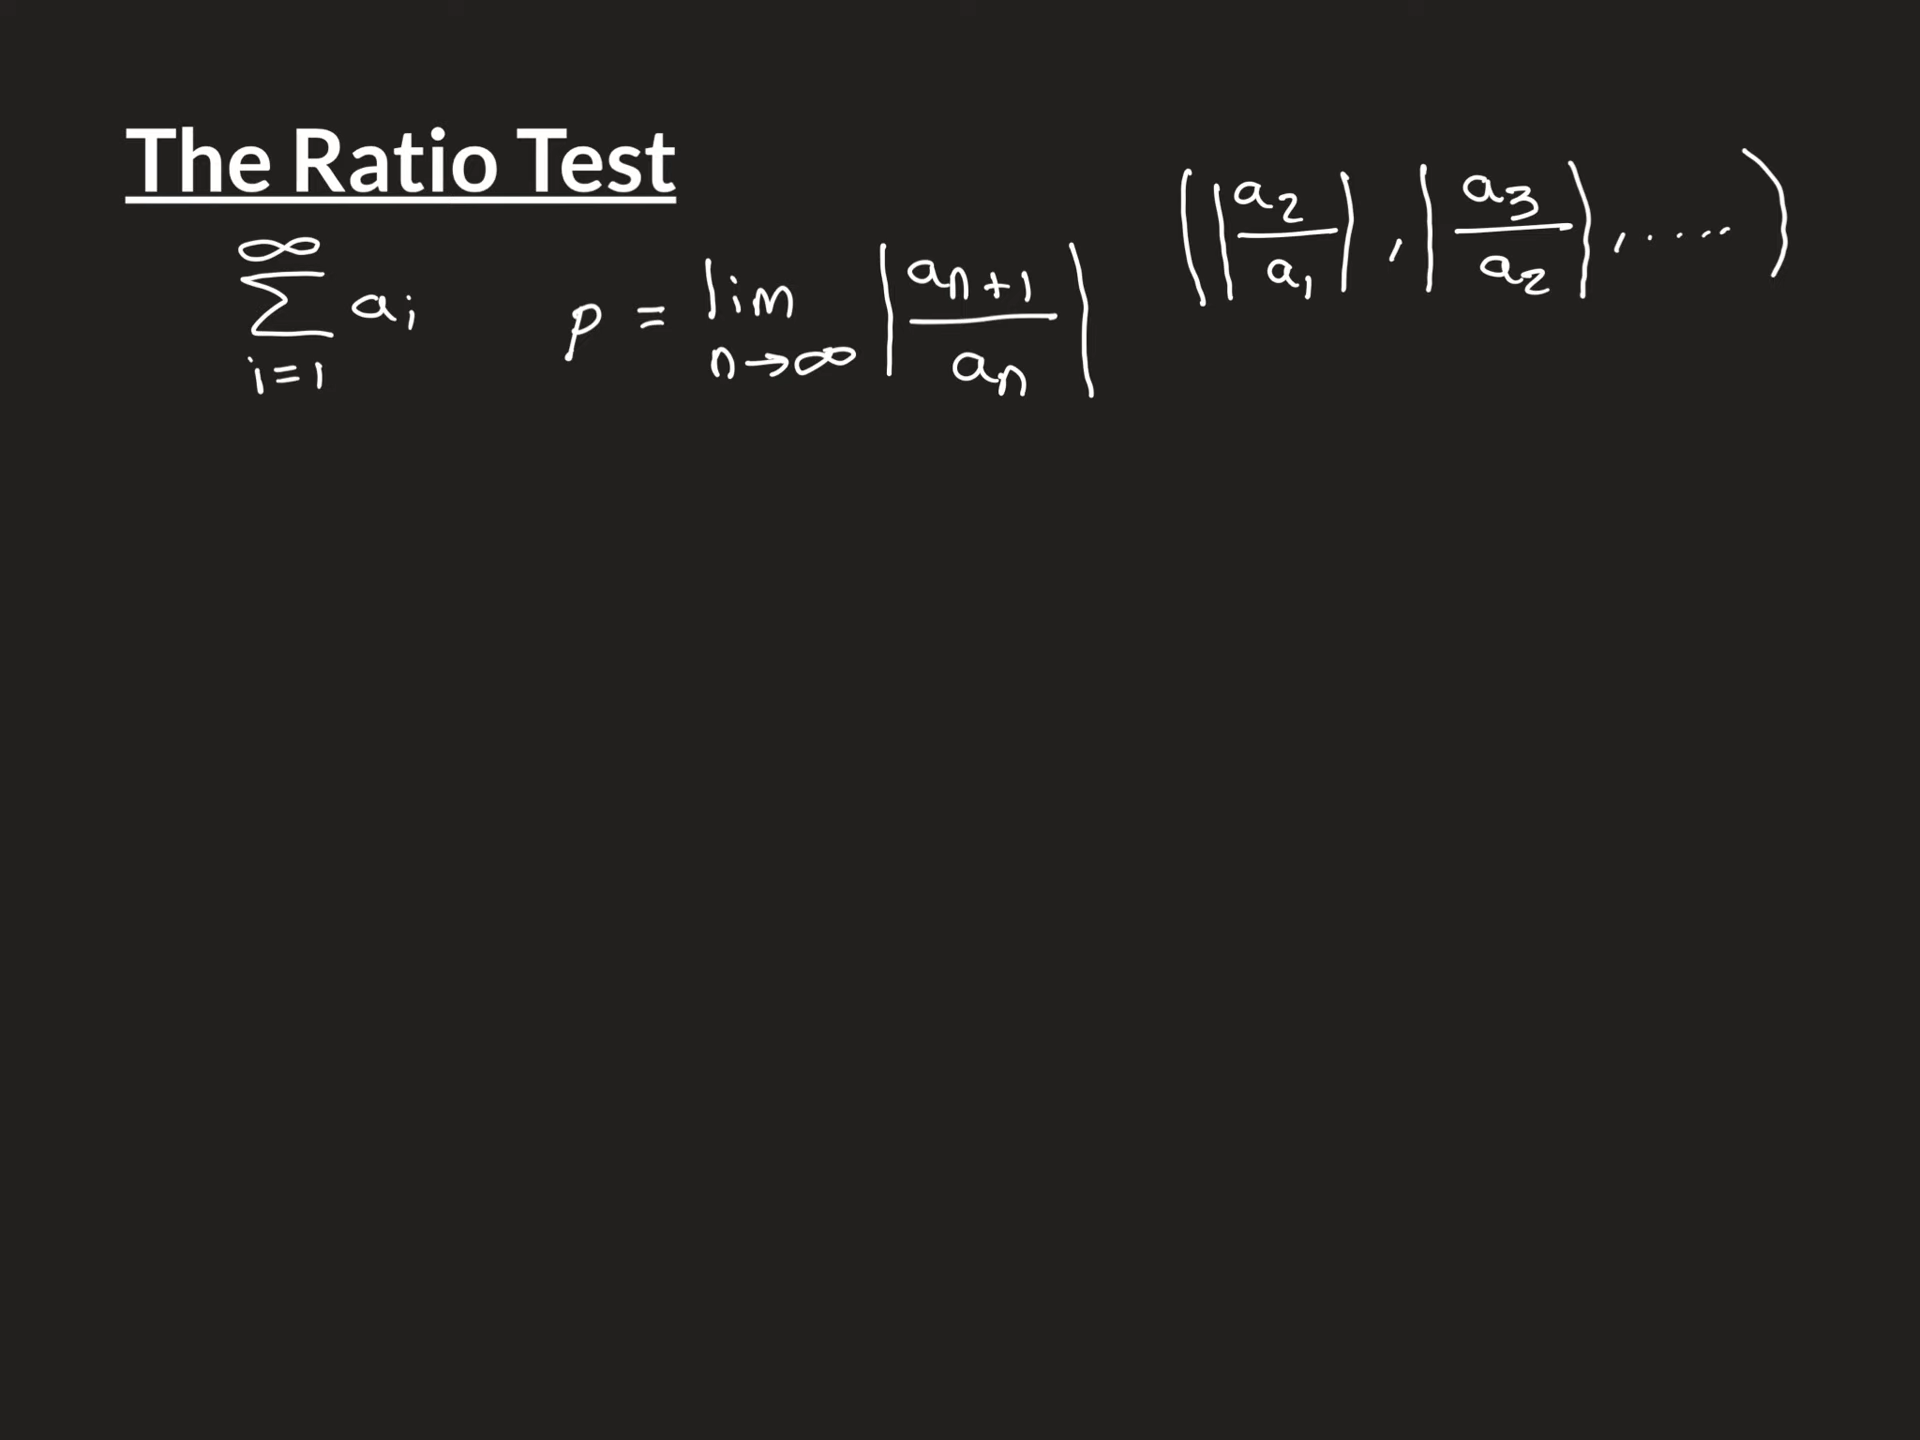 The Ratio Test
∞
∑ aᵢ
i=1
p = lim |aₙ₊₁ / aₙ|
n→∞
(|a₂ / a₁|, |a₃ / a₂|, .....)